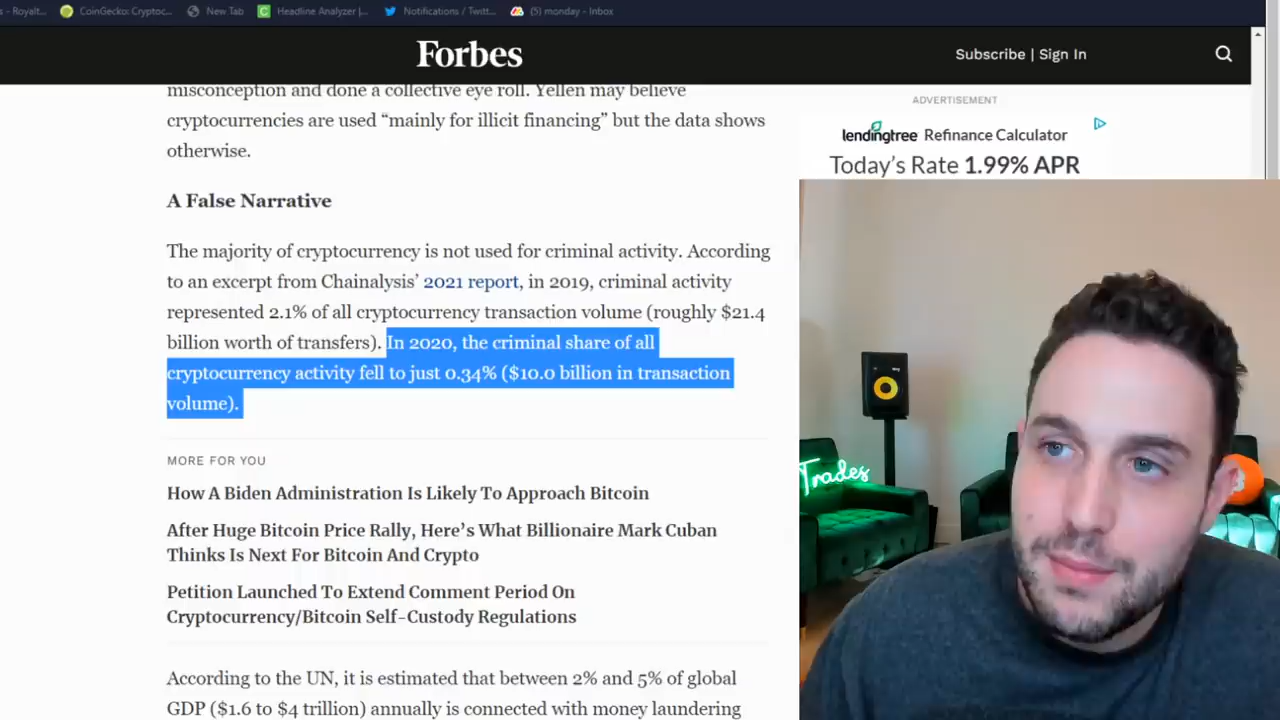 s - Royalt...
CoinGecko: Cryptoc...
New Tab
Headline Analyzer |...
Notifications / Twitt...
(5) monday - Inbox
Forbes
Subscribe | Sign In
misconception and done a collective eye roll. Yellen may believe
cryptocurrencies are used “mainly for illicit financing” but the data shows
otherwise.
A False Narrative
The majority of cryptocurrency is not used for criminal activity. According
to an excerpt from Chainalysis’ 2021 report, in 2019, criminal activity
represented 2.1% of all cryptocurrency transaction volume (roughly $21.4
billion worth of transfers). In 2020, the criminal share of all
cryptocurrency activity fell to just 0.34% ($10.0 billion in transaction
volume).
MORE FOR YOU
How A Biden Administration Is Likely To Approach Bitcoin
After Huge Bitcoin Price Rally, Here’s What Billionaire Mark Cuban
Thinks Is Next For Bitcoin And Crypto
Petition Launched To Extend Comment Period On
Cryptocurrency/Bitcoin Self-Custody Regulations
According to the UN, it is estimated that between 2% and 5% of global
GDP ($1.6 to $4 trillion) annually is connected with money laundering
ADVERTISEMENT
lendingtree Refinance Calculator
Today’s Rate 1.99% APR
Trades